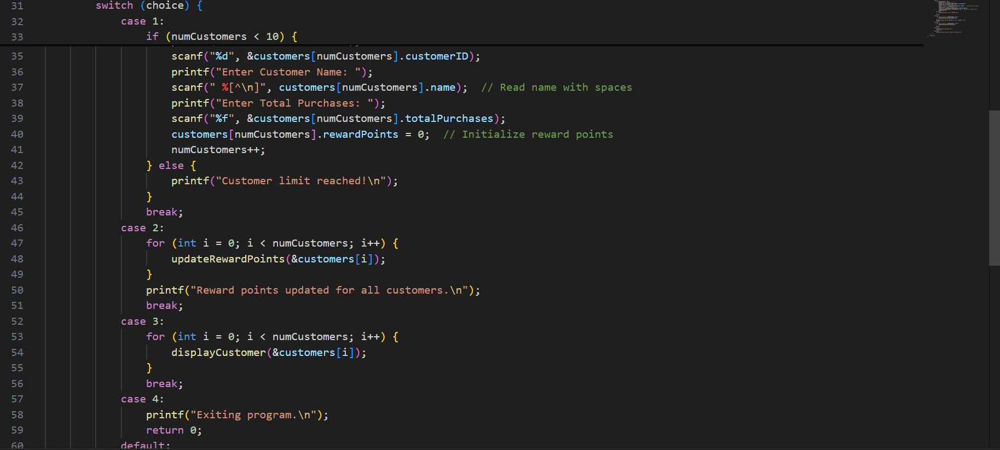 31 switch (choice) {
32 case 1:
33 if (numCustomers < 10) {
35 scanf("%d", &customers[numCustomers].customerID);
36 printf("Enter Customer Name: ");
37 scanf(" %[^\n]", customers[numCustomers].name);  // Read name with spaces
38 printf("Enter Total Purchases: ");
39 scanf("%f", &customers[numCustomers].totalPurchases);
40 customers[numCustomers].rewardPoints = 0;  // Initialize reward points
41 numCustomers++;
42 } else {
43 printf("Customer limit reached!\n");
44 }
45 break;
46 case 2:
47 for (int i = 0; i < numCustomers; i++) {
48 updateRewardPoints(&customers[i]);
49 }
50 printf("Reward points updated for all customers.\n");
51 break;
52 case 3:
53 for (int i = 0; i < numCustomers; i++) {
54 displayCustomer(&customers[i]);
55 }
56 break;
57 case 4:
58 printf("Exiting program.\n");
59 return 0;
60 default: